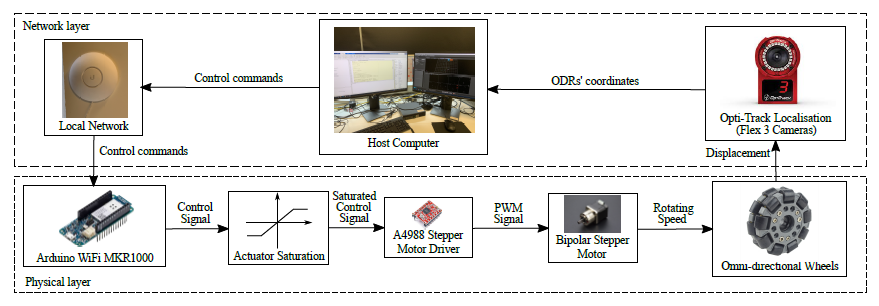 Network layer
Control commands
ODRs' coordinates
3
OptiTrack
Local Network
Host Computer
Opti-Track Localisation
(Flex 3 Cameras)
Control commands
Displacement
Control
Signal
Saturated
Control
Signal
PWM
Signal
Rotating
Speed
Arduino WiFi MKR1000
Actuator Saturation
A4988 Stepper
Motor Driver
Bipolar Stepper
Motor
Omni-directional Wheels
Physical layer